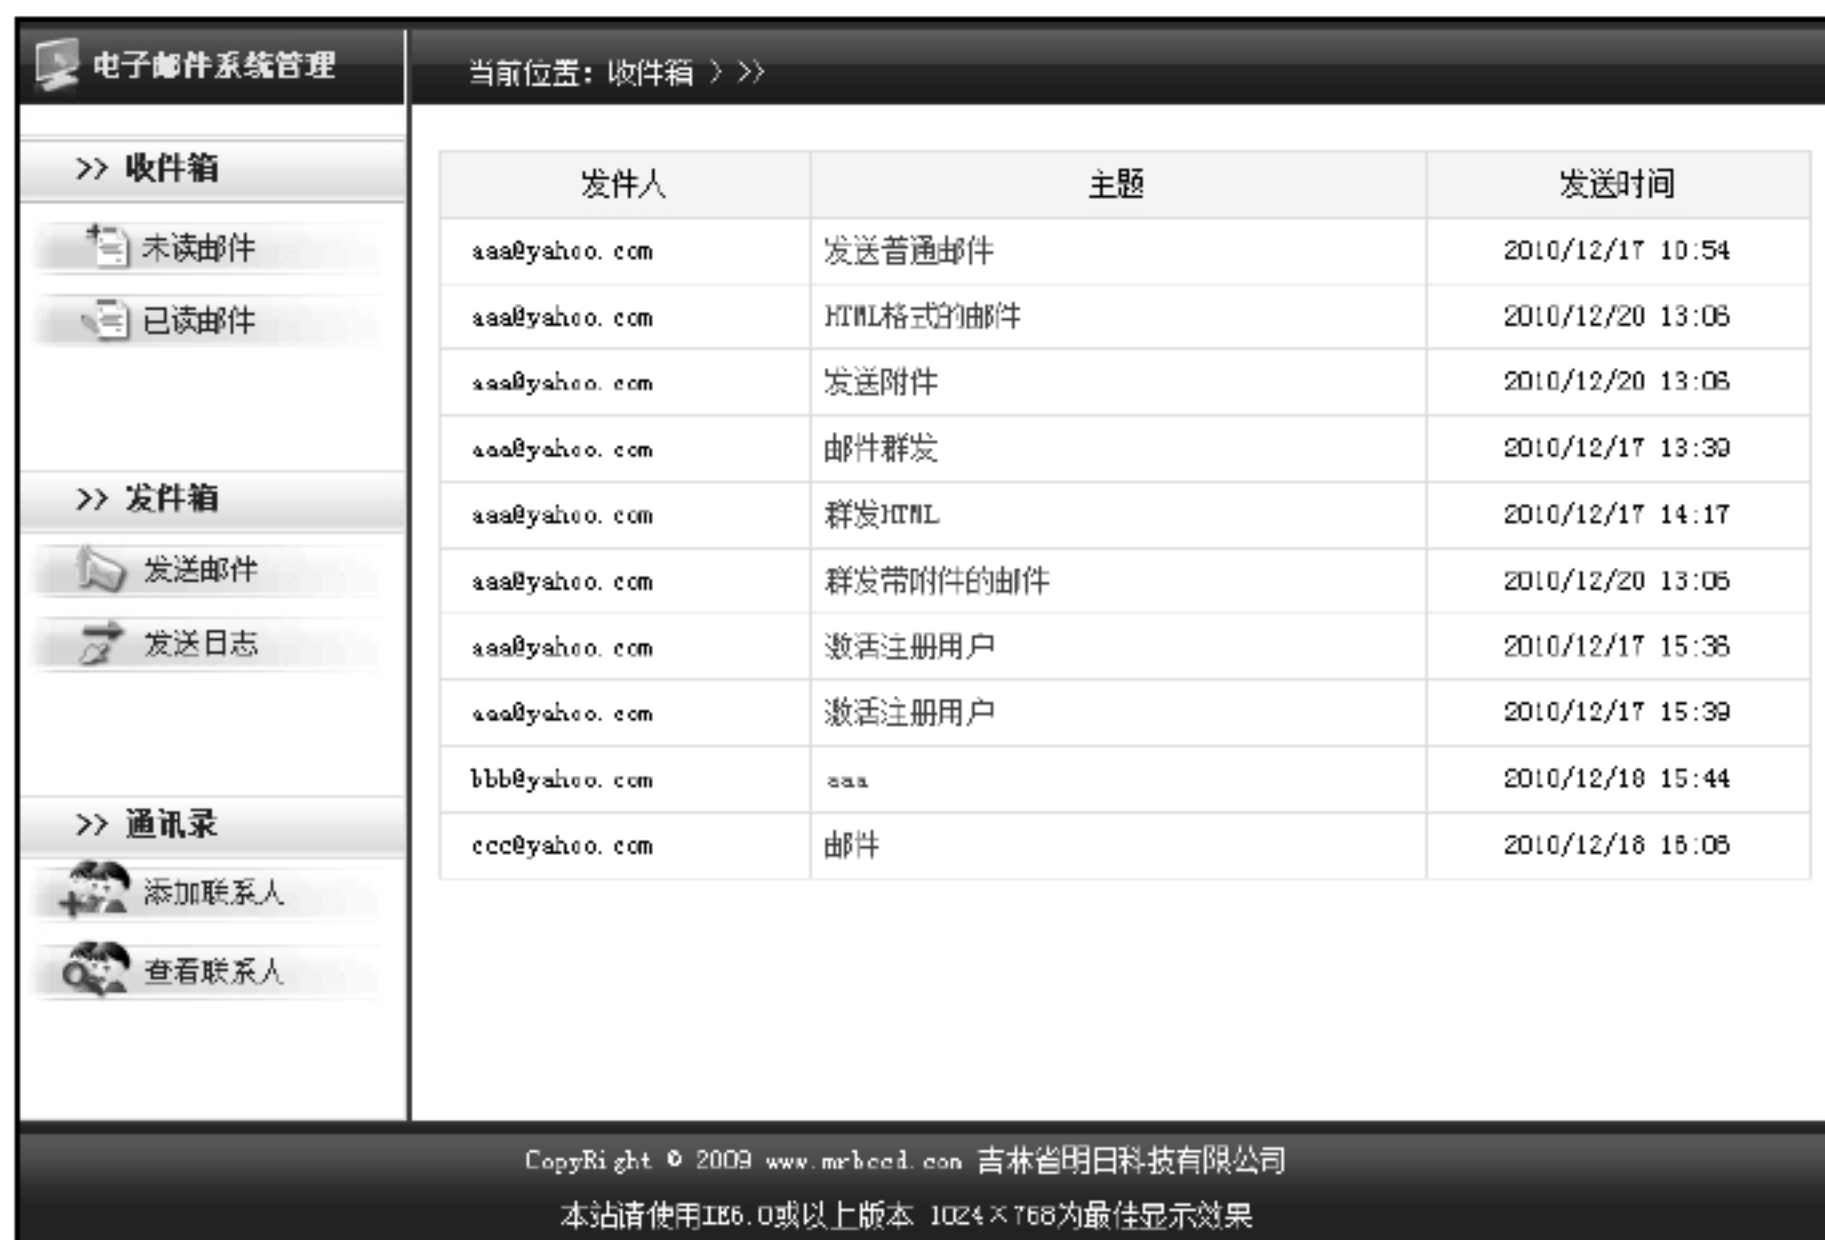 电子邮件系统管理
当前位置：收件箱 〉>>
>> 收件箱
未读邮件
已读邮件
>> 发件箱
发送邮件
发送日志
>> 通讯录
添加联系人
查看联系人
发件人 主题 发送时间
aaa@yahoo.com 发送普通邮件 2010/12/17 10:54
aaa@yahoo.com HTML格式的邮件 2010/12/20 13:06
aaa@yahoo.com 发送附件 2010/12/20 13:06
aaa@yahoo.com 邮件群发 2010/12/17 13:39
aaa@yahoo.com 群发HTML 2010/12/17 14:17
aaa@yahoo.com 群发带附件的邮件 2010/12/20 13:06
aaa@yahoo.com 激活注册用户 2010/12/17 15:36
aaa@yahoo.com 激活注册用户 2010/12/17 15:39
bbb@yahoo.com aaa 2010/12/18 15:44
ccc@yahoo.com 邮件 2010/12/18 16:06
CopyRight © 2009 www.mrbccd.com 吉林省明日科技有限公司
本站请使用IE6.0或以上版本 1024×768为最佳显示效果